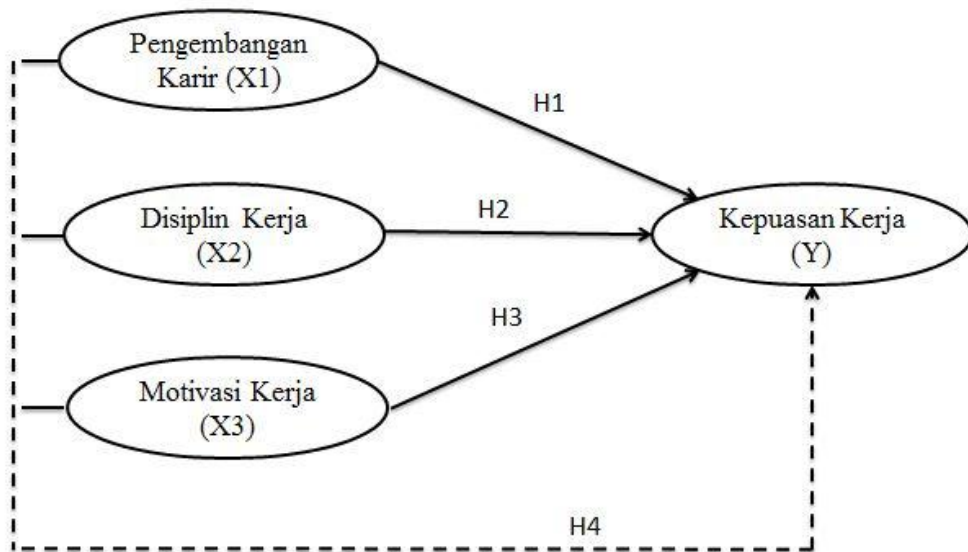 Pengembangan
Karir (X1)
H1
Disiplin Kerja
(X2)
H2
Kepuasan Kerja
(Y)
H3
Motivasi Kerja
(X3)
H4